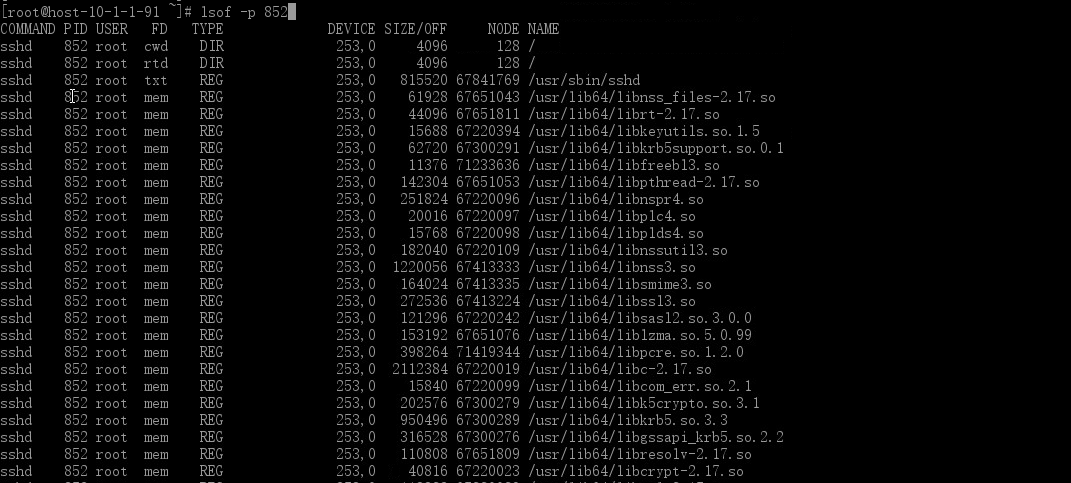 [root@host-10-1-1-91 ~]# lsof -p 852
COMMAND PID USER FD TYPE DEVICE SIZE/OFF NODE NAME
sshd 852 root cwd DIR 253,0 4096 128 /
sshd 852 root rtd DIR 253,0 4096 128 /
sshd 852 root txt REG 253,0 815520 67841769 /usr/sbin/sshd
sshd 852 root mem REG 253,0 61928 67651043 /usr/lib64/libnss_files-2.17.so
sshd 852 root mem REG 253,0 44096 67651811 /usr/lib64/librt-2.17.so
sshd 852 root mem REG 253,0 15688 67220394 /usr/lib64/libkeyutils.so.1.5
sshd 852 root mem REG 253,0 62720 67300291 /usr/lib64/libkrb5support.so.0.1
sshd 852 root mem REG 253,0 11376 71233636 /usr/lib64/libfreebl3.so
sshd 852 root mem REG 253,0 142304 67651053 /usr/lib64/libpthread-2.17.so
sshd 852 root mem REG 253,0 251824 67220096 /usr/lib64/libnspr4.so
sshd 852 root mem REG 253,0 20016 67220097 /usr/lib64/libplc4.so
sshd 852 root mem REG 253,0 15768 67220098 /usr/lib64/libplds4.so
sshd 852 root mem REG 253,0 182040 67220109 /usr/lib64/libnssutil3.so
sshd 852 root mem REG 253,0 1220056 67413333 /usr/lib64/libnss3.so
sshd 852 root mem REG 253,0 164024 67413335 /usr/lib64/libsmime3.so
sshd 852 root mem REG 253,0 272536 67413224 /usr/lib64/libssl3.so
sshd 852 root mem REG 253,0 121296 67220242 /usr/lib64/libsasl2.so.3.0.0
sshd 852 root mem REG 253,0 153192 67651076 /usr/lib64/liblzma.so.5.0.99
sshd 852 root mem REG 253,0 398264 71419344 /usr/lib64/libpcre.so.1.2.0
sshd 852 root mem REG 253,0 2112384 67220019 /usr/lib64/libc-2.17.so
sshd 852 root mem REG 253,0 15840 67220099 /usr/lib64/libcom_err.so.2.1
sshd 852 root mem REG 253,0 202576 67300279 /usr/lib64/libk5crypto.so.3.1
sshd 852 root mem REG 253,0 950496 67300289 /usr/lib64/libkrb5.so.3.3
sshd 852 root mem REG 253,0 316528 67300276 /usr/lib64/libgssapi_krb5.so.2.2
sshd 852 root mem REG 253,0 110808 67651809 /usr/lib64/libresolv-2.17.so
sshd 852 root mem REG 253,0 40816 67220023 /usr/lib64/libcrypt-2.17.so